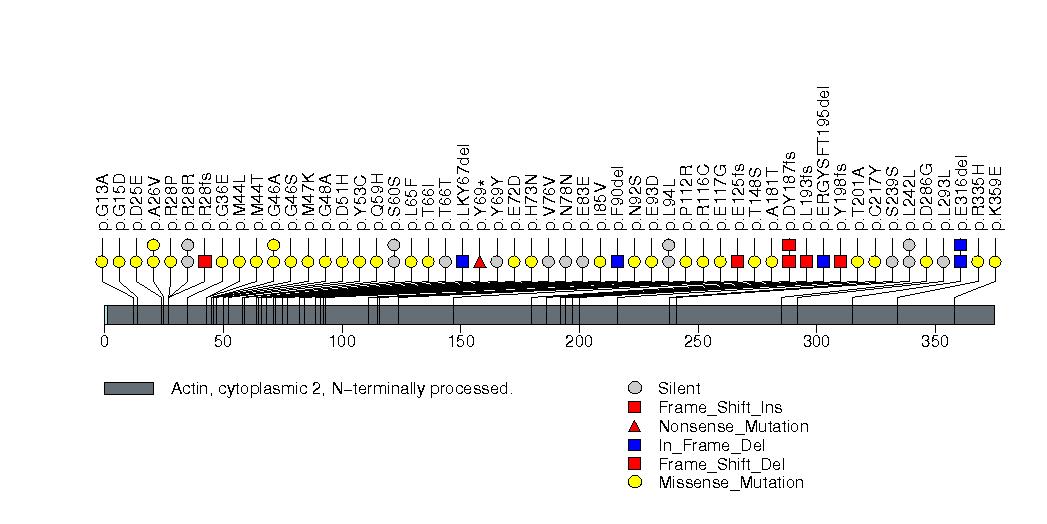 p.G13A
p.G15D
p.D25E
p.A26V
p.R28P
p.R28R
p.R28fs
p.G36E
p.M44L
p.M44T
p.G46A
p.G46S
p.M47K
p.G48A
p.D51H
p.Y53C
p.Q59H
p.S60S
p.L65F
p.T66I
p.T66T
p.LKY67del
p.Y69*
p.Y69Y
p.E72D
p.H73N
p.V76V
p.N78N
p.E83E
p.I85V
p.F90del
p.N92S
p.E93D
p.L94L
p.P112R
p.R116C
p.E117G
p.E125fs
p.T148S
p.A181T
p.DY187fs
p.L193fs
p.ERGYSFT195del
p.Y198fs
p.T201A
p.C217Y
p.S239S
p.L242L
p.D286G
p.L293L
p.E316del
p.R335H
p.K359E
0 50 100 150 200 250 300 350
Actin, cytoplasmic 2, N−terminally processed.
Silent
Frame_Shift_Ins
Nonsense_Mutation
In_Frame_Del
Frame_Shift_Del
Missense_Mutation